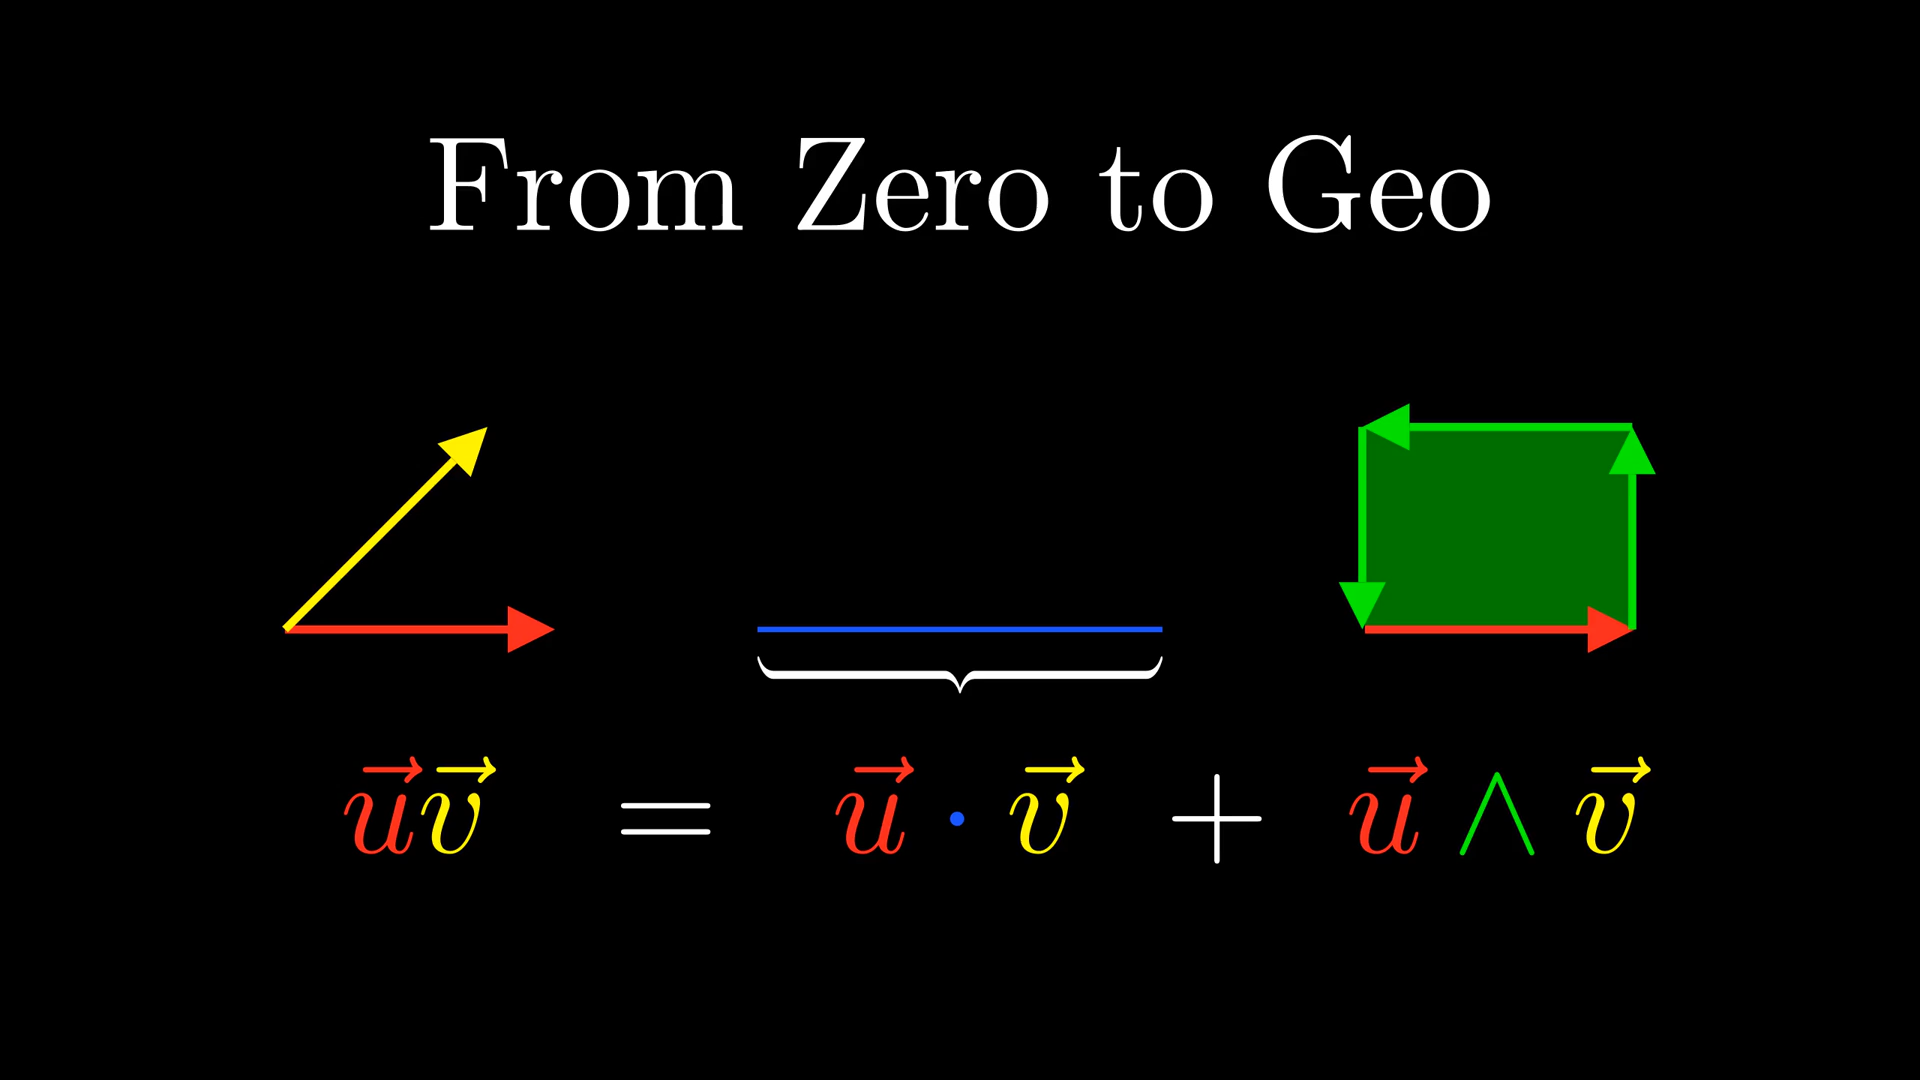 From Zero to Geo
u⃗v⃗ = u⃗ · v⃗ + u⃗ ∧ v⃗